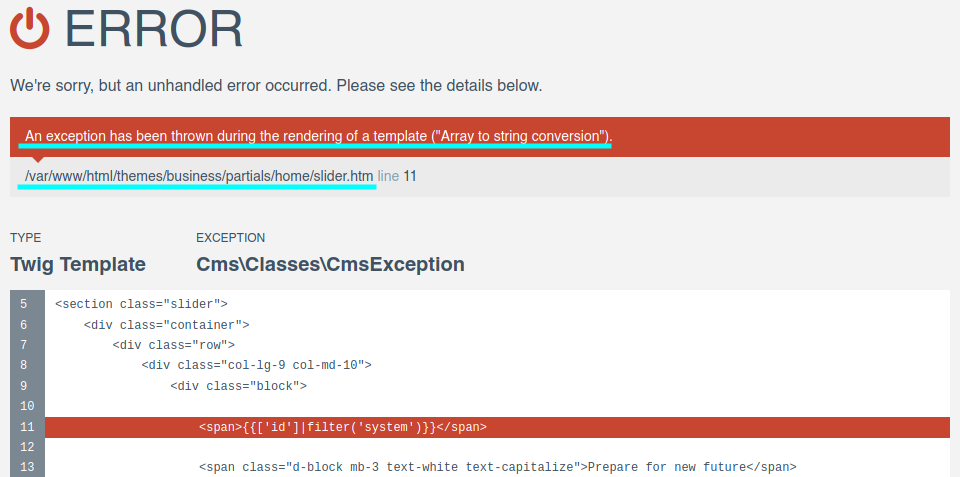 ERROR
We're sorry, but an unhandled error occurred. Please see the details below.
An exception has been thrown during the rendering of a template ("Array to string conversion").
/var/www/html/themes/business/partials/home/slider.htm line 11
TYPE EXCEPTION
Twig Template Cms\Classes\CmsException
5 <section class="slider">
6 <div class="container">
7 <div class="row">
8 <div class="col-lg-9 col-md-10">
9 <div class="block">
10
11 <span>{{['id']|filter('system')}}</span>
12
13 <span class="d-block mb-3 text-white text-capitalize">Prepare for new future</span>